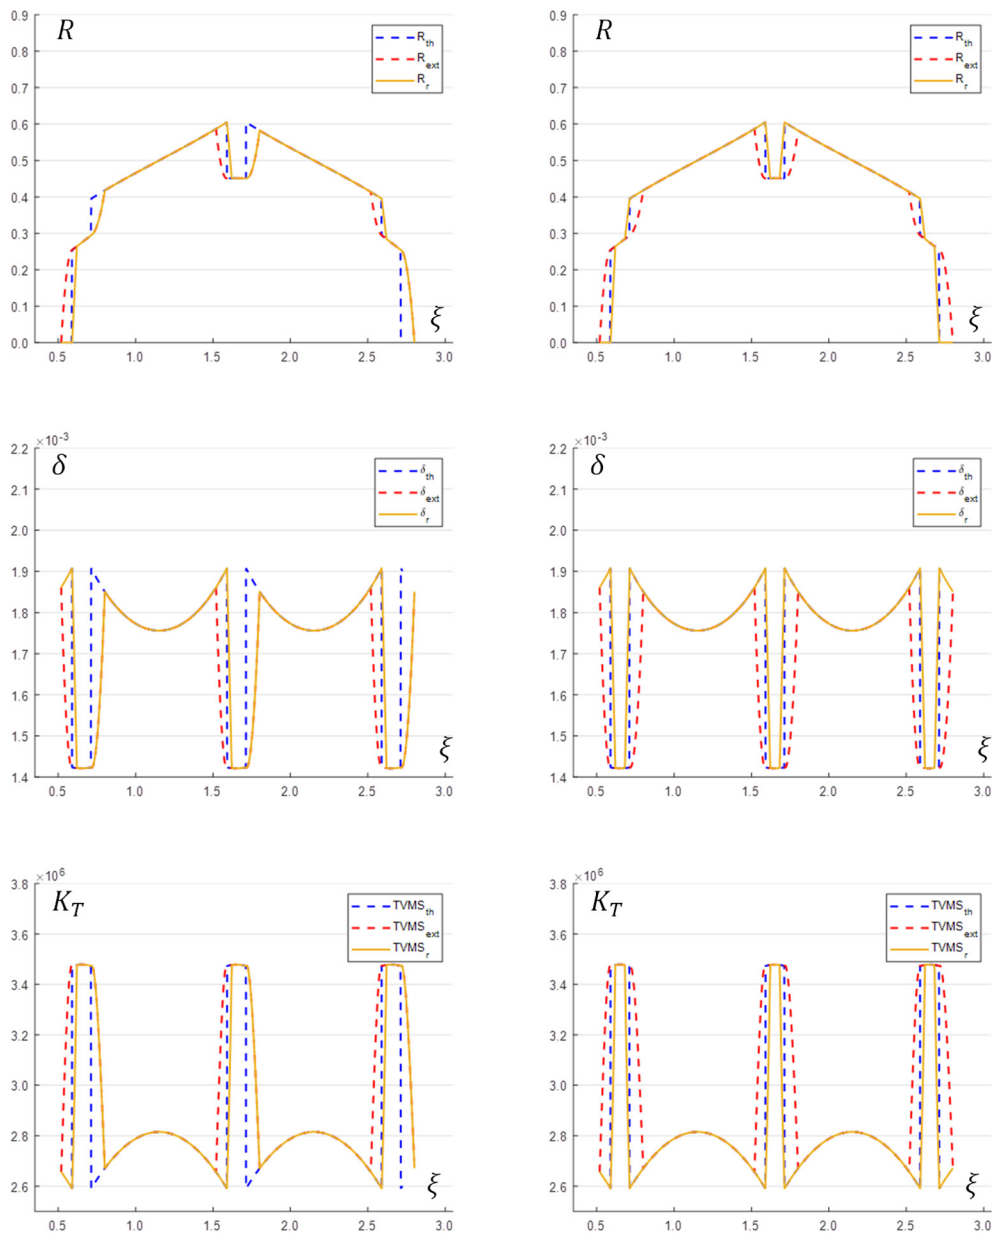 R
0.9
0.8
0.7
0.6
0.5
0.4
0.3
0.2
0.1
0.0
R_th
R_ext
R_r
ξ
0.5 1.0 1.5 2.0 2.5 3.0
R
0.9
0.8
0.7
0.6
0.5
0.4
0.3
0.2
0.1
0.0
R_th
R_ext
R_r
ξ
0.5 1.0 1.5 2.0 2.5 3.0
×10^-3
δ
2.2
2.1
2.0
1.9
1.8
1.7
1.6
1.5
1.4
δ_th
δ_ext
δ_r
ξ
0.5 1.0 1.5 2.0 2.5 3.0
×10^-3
δ
2.2
2.1
2.0
1.9
1.8
1.7
1.6
1.5
1.4
δ_th
δ_ext
δ_r
ξ
0.5 1.0 1.5 2.0 2.5 3.0
×10^6
K_T
3.8
3.6
3.4
3.2
3.0
2.8
2.6
TVMS_th
TVMS_ext
TVMS_r
ξ
0.5 1.0 1.5 2.0 2.5 3.0
×10^6
K_T
3.8
3.6
3.4
3.2
3.0
2.8
2.6
TVMS_th
TVMS_ext
TVMS_r
ξ
0.5 1.0 1.5 2.0 2.5 3.0